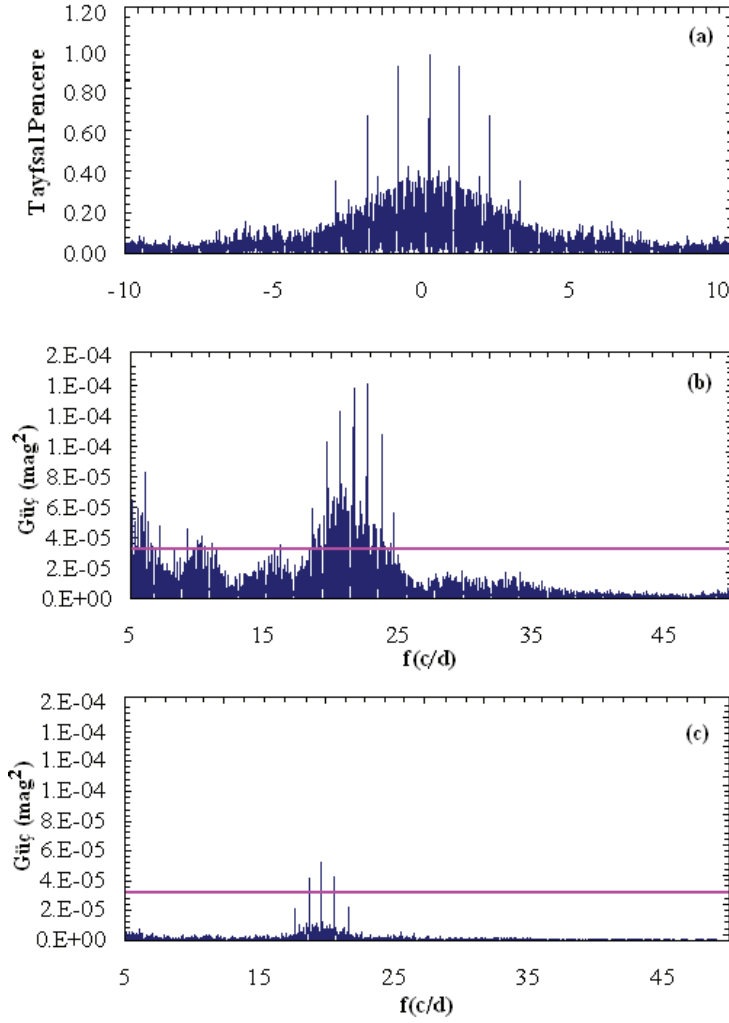 1.20
1.00
0.80
0.60
0.40
0.20
0.00
Tayfsal Pencere
(a)
-10 -5 0 5 10
2.E-04
1.E-04
1.E-04
1.E-04
8.E-05
6.E-05
4.E-05
2.E-05
0.E+00
Güç (mag²)
(b)
5 15 25 35 45
f(c/d)
2.E-04
1.E-04
1.E-04
1.E-04
8.E-05
6.E-05
4.E-05
2.E-05
0.E+00
Güç (mag²)
(c)
5 15 25 35 45
f(c/d)